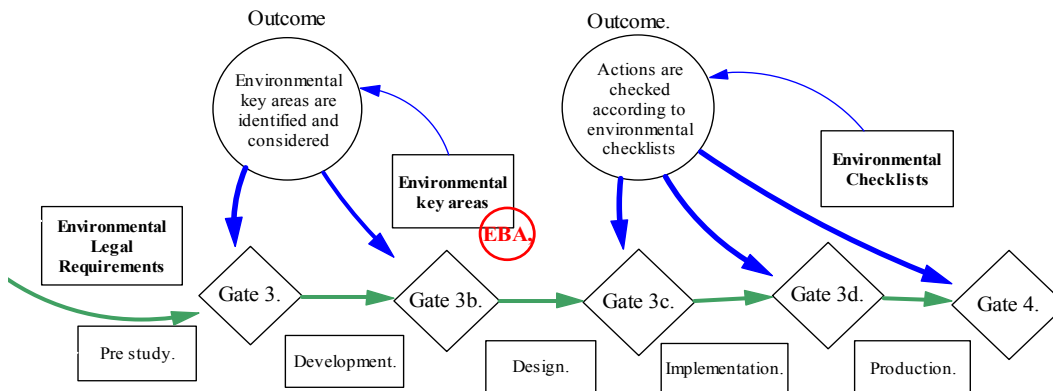 Outcome
Outcome.
Environmental
key areas are
identified and
considered
Actions are
checked
according to
environmental
checklists
Environmental
key areas
Environmental
Checklists
EBA.
Environmental
Legal
Requirements
Gate 3.
Gate 3b.
Gate 3c.
Gate 3d.
Gate 4.
Pre study.
Development.
Design.
Implementation.
Production.